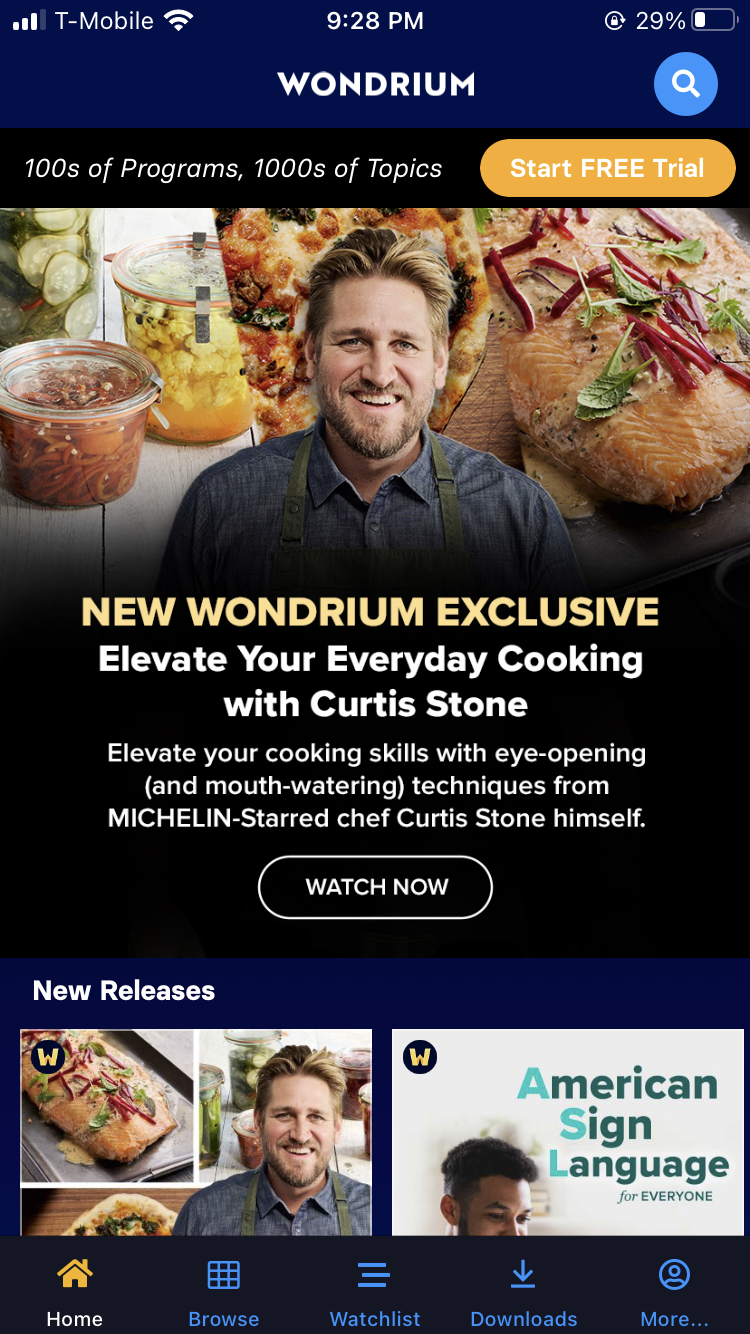 T-Mobile 9:28 PM 29%
WONDRIUM
100s of Programs, 1000s of Topics Start FREE Trial
NEW WONDRIUM EXCLUSIVE
Elevate Your Everyday Cooking
with Curtis Stone
Elevate your cooking skills with eye-opening
(and mouth-watering) techniques from
MICHELIN-Starred chef Curtis Stone himself.
WATCH NOW
New Releases
W
W
American
Sign
Language
for EVERYONE
Home Browse Watchlist Downloads More...